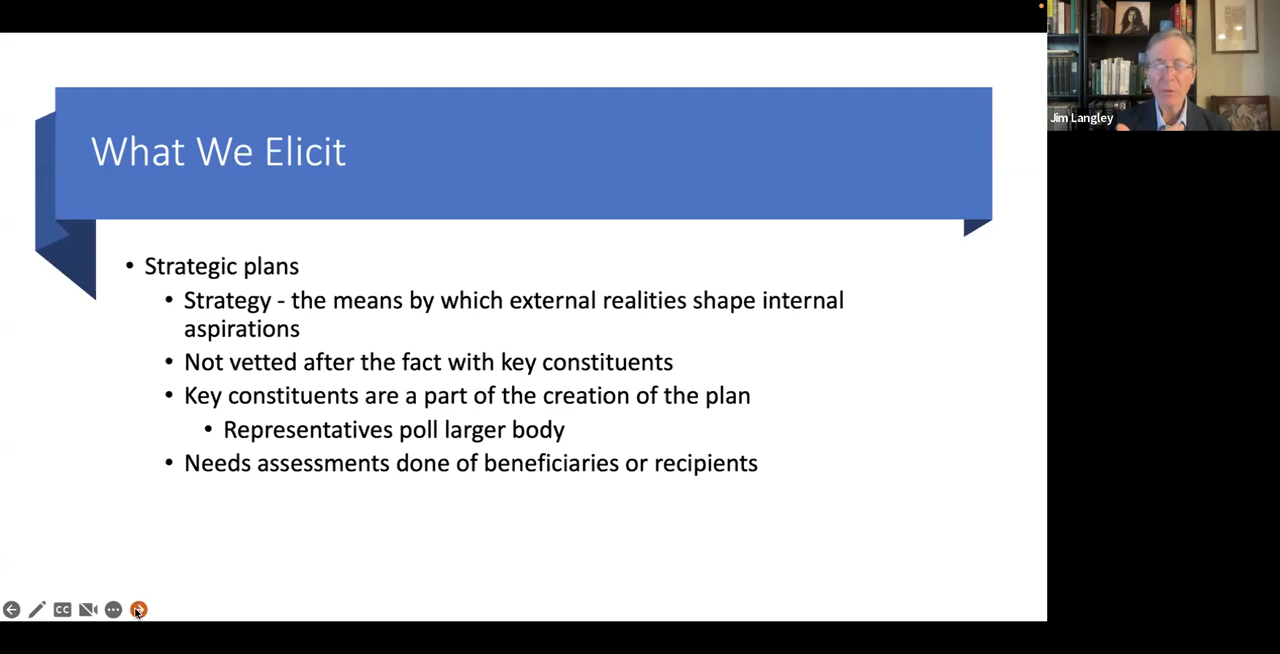 What We Elicit
• Strategic plans
• Strategy - the means by which external realities shape internal
aspirations
• Not vetted after the fact with key constituents
• Key constituents are a part of the creation of the plan
• Representatives poll larger body
• Needs assessments done of beneficiaries or recipients
Jim Langley
CC